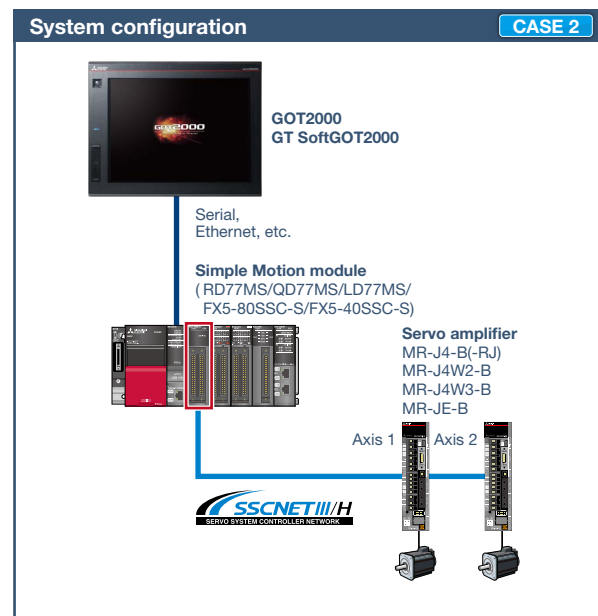 System configuration
CASE 2
GOT2000
GOT2000
GT SoftGOT2000
Serial,
Ethernet, etc.
Simple Motion module
( RD77MS/QD77MS/LD77MS/
FX5-80SSC-S/FX5-40SSC-S)
Servo amplifier
MR-J4-B(-RJ)
MR-J4W2-B
MR-J4W3-B
MR-JE-B
Axis 1
Axis 2
SSCNETIII/H
SERVO SYSTEM CONTROLLER NETWORK